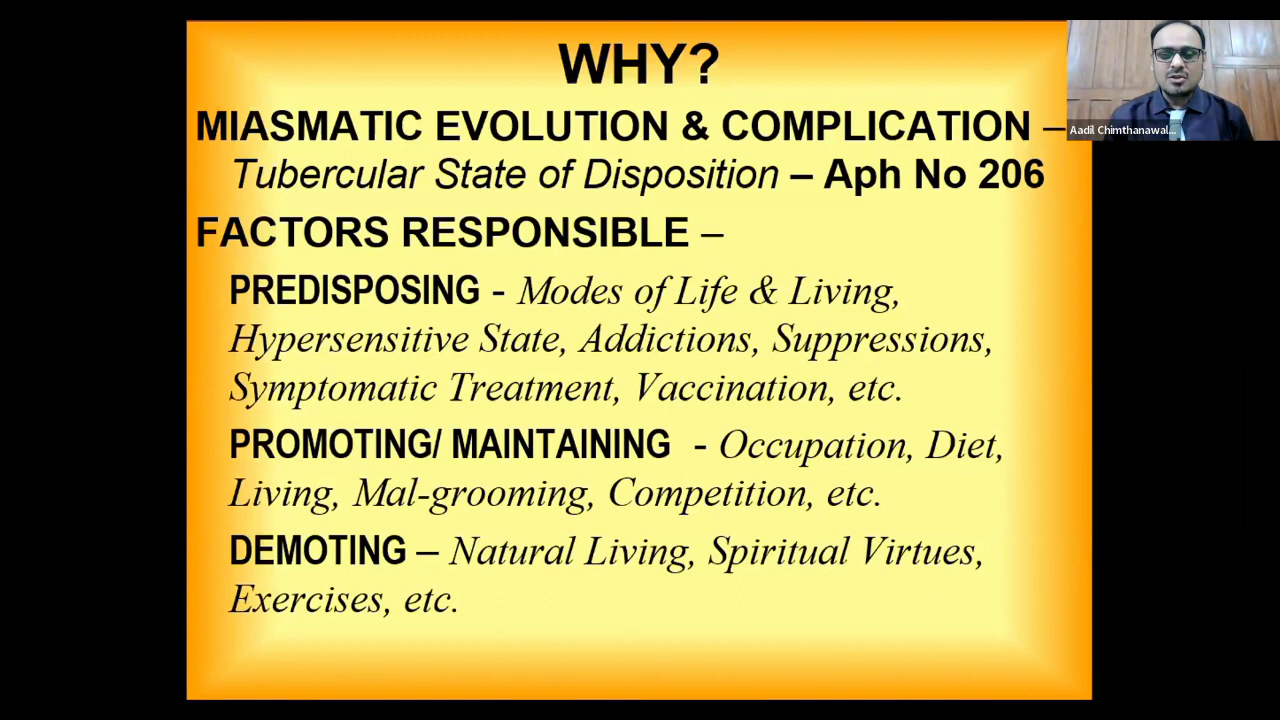 WHY?
MIASMATIC EVOLUTION & COMPLICATION –
Tubercular State of Disposition – Aph No 206
FACTORS RESPONSIBLE –
PREDISPOSING - Modes of Life & Living,
Hypersensitive State, Addictions, Suppressions,
Symptomatic Treatment, Vaccination, etc.
PROMOTING/ MAINTAINING - Occupation, Diet,
Living, Mal-grooming, Competition, etc.
DEMOTING – Natural Living, Spiritual Virtues,
Exercises, etc.
Aadil Chimthanawal...